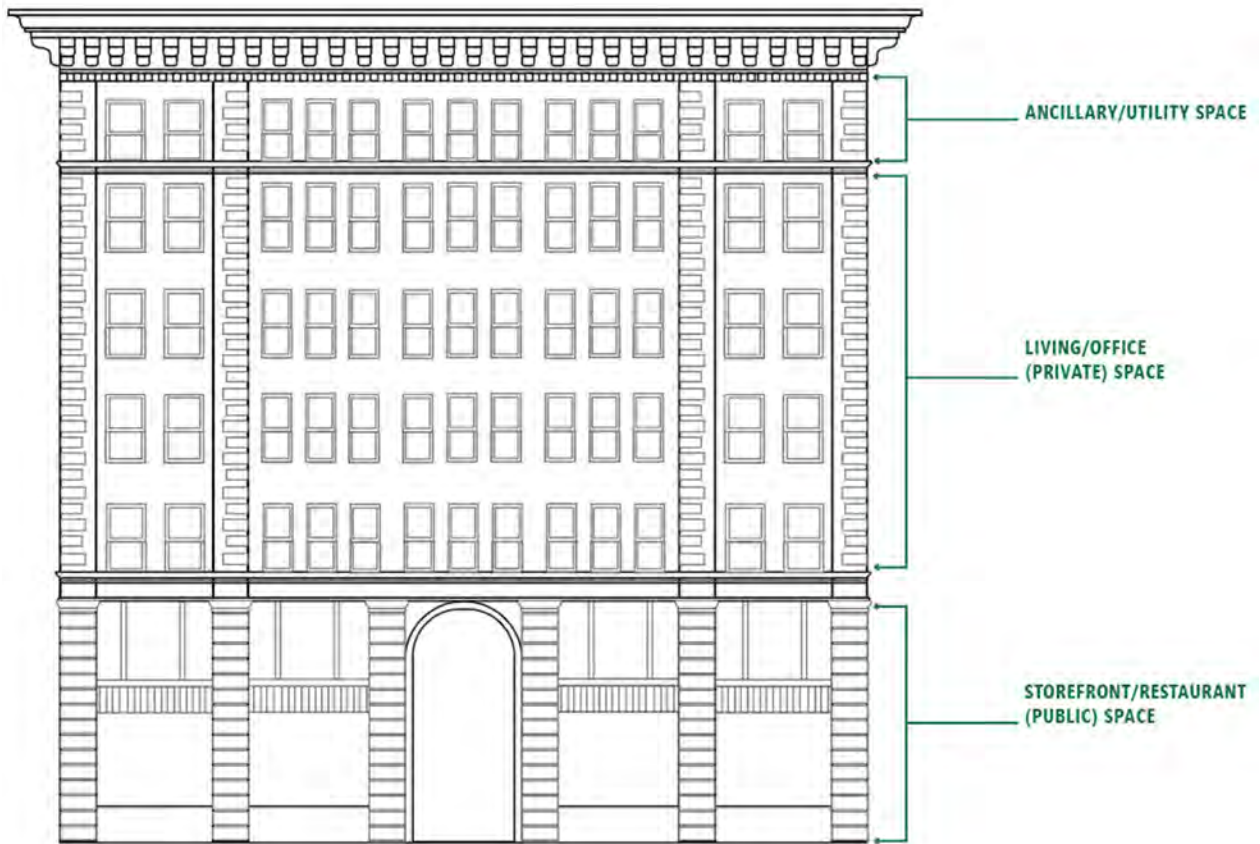 ANCILLARY/UTILITY SPACE
LIVING/OFFICE
(PRIVATE) SPACE
STOREFRONT/RESTAURANT
(PUBLIC) SPACE